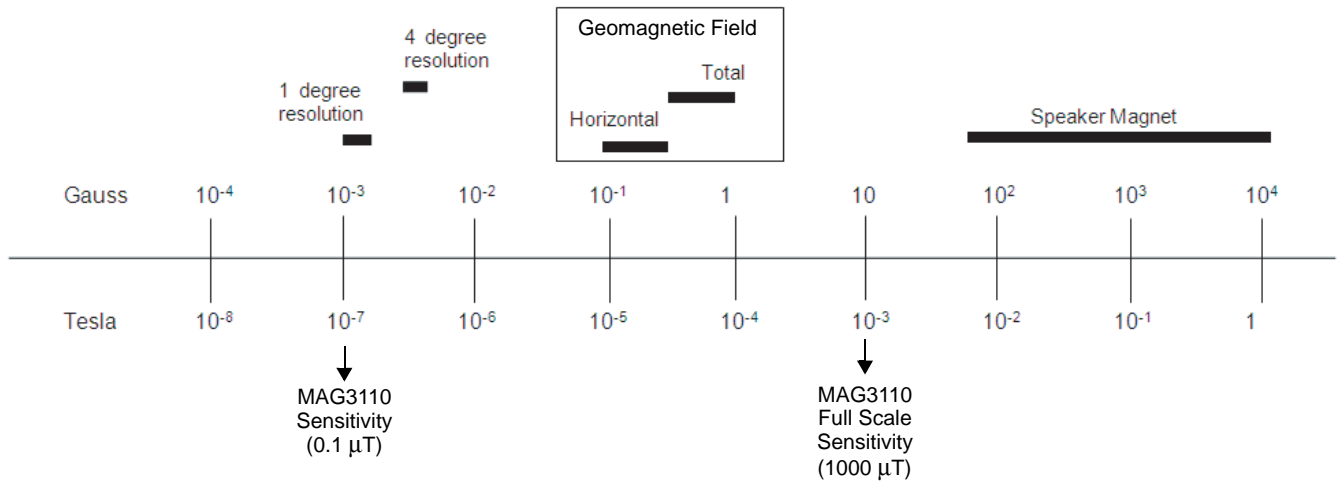 4 degree
resolution
1 degree
resolution
Geomagnetic Field
Total
Horizontal
Speaker Magnet
Gauss 10⁻⁴ 10⁻³ 10⁻² 10⁻¹ 1 10 10² 10³ 10⁴
Tesla 10⁻⁸ 10⁻⁷ 10⁻⁶ 10⁻⁵ 10⁻⁴ 10⁻³ 10⁻² 10⁻¹ 1
MAG3110
Sensitivity
(0.1 µT)
MAG3110
Full Scale
Sensitivity
(1000 µT)